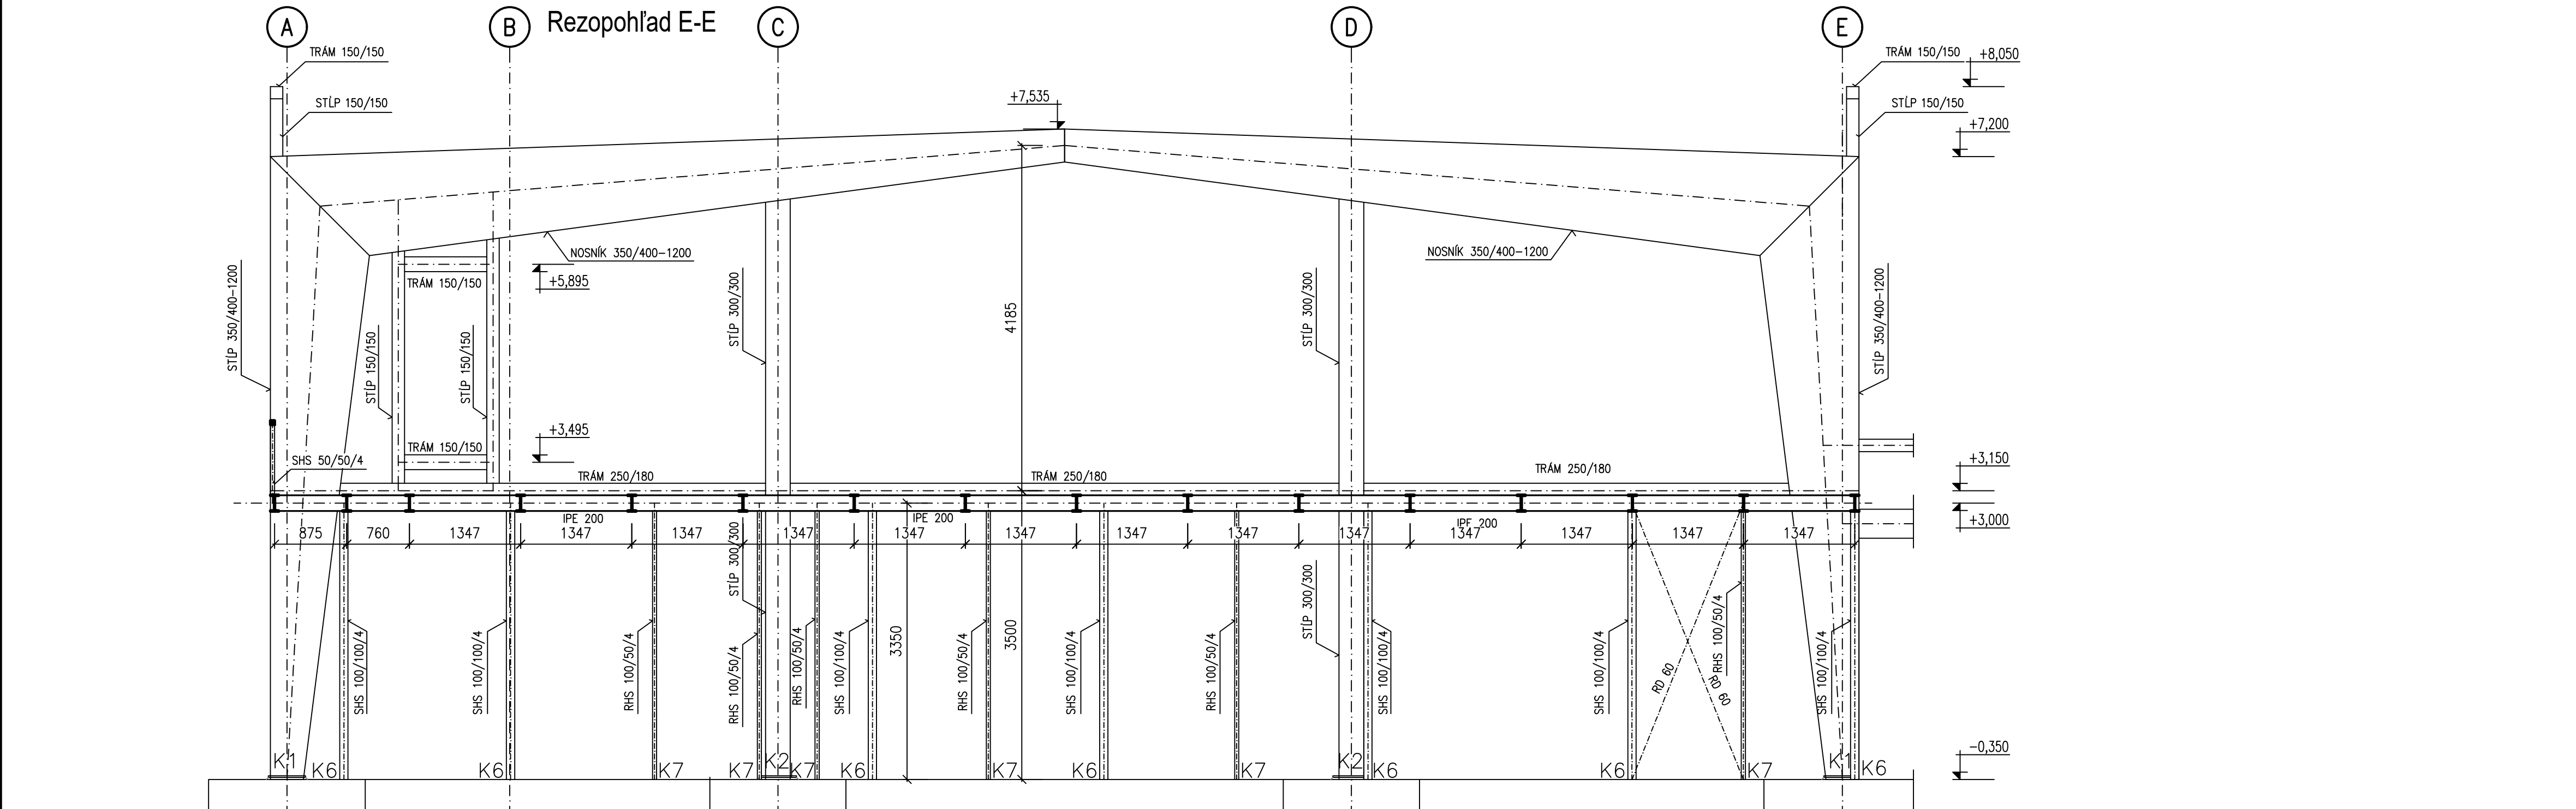 A
B
Rezopohľad E-E
C
D
E
TRÁM 150/150
TRÁM 150/150
+8,050
STĹP 150/150
+7,535
STĹP 150/150
+7,200
NOSNÍK 350/400-1200
NOSNÍK 350/400-1200
STĹP 350/400-1200
TRÁM 150/150
+5,895
STĹP 300/300
4185
STĹP 300/300
STĹP 350/400-1200
STĹP 150/150
STĹP 150/150
+3,495
TRÁM 150/150
SHS 50/50/4
TRÁM 250/180
TRÁM 250/180
TRÁM 250/180
+3,150
IPE 200
IPE 200
IPE 200
+3,000
875
760
1347
1347
1347
1347
1347
1347
1347
1347
1347
1347
1347
1347
STĹP 300/300
STĹP 300/300
SHS 100/100/4
SHS 100/100/4
RHS 100/50/4
RHS 100/50/4
RHS 100/50/4
SHS 100/100/4
3350
RHS 100/50/4
3500
SHS 100/100/4
RHS 100/50/4
SHS 100/100/4
SHS 100/100/4
RD 60
RD 60
RHS 100/50/4
SHS 100/100/4
-0,350
K1
K6
K6
K7
K7
K2
K7
K6
K7
K6
K7
K2
K6
K6
K7
K1
K6